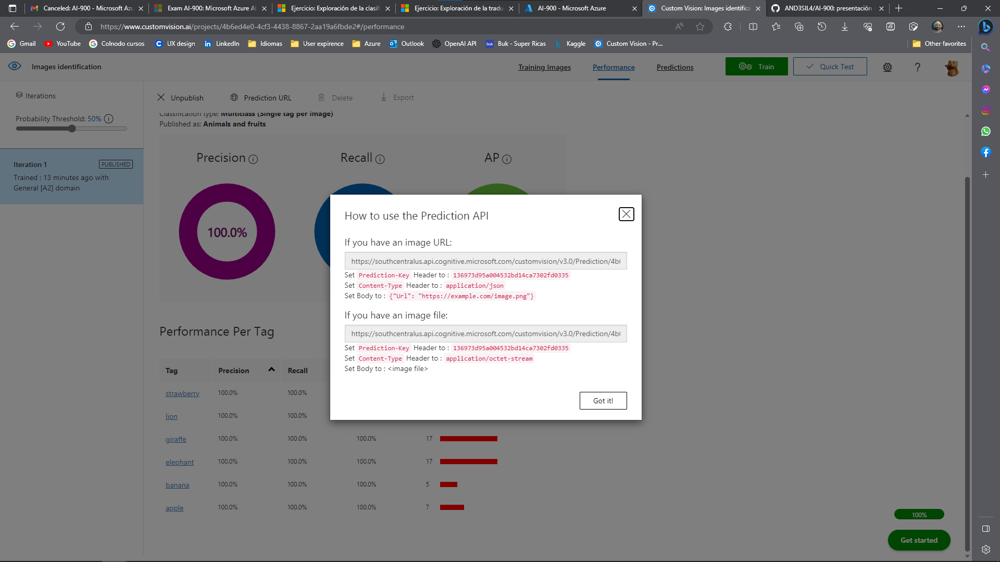 Canceled: AI-900 - Microsoft Azu
Exam AI-900: Microsoft Azure AI
Ejercicio: Exploración de la clasifi
Ejercicio: Exploración de la tradu
AI-900 - Microsoft Azure
Custom Vision: Images identifica
AND3SIL4/AI-900: presentación
https://www.customvision.ai/projects/4b6ed4e0-4cf3-4438-8867-2aa19a6fbde2#/performance
Gmail
YouTube
Colnodo cursos
UX design
LinkedIn
Idiomas
User expirence
Azure
Outlook
OpenAI API
Buk - Super Ricas
Kaggle
Custom Vision - Pr...
Other favorites
Images identification
Training Images
Performance
Predictions
Train
Quick Test
?
Iterations
Unpublish
Prediction URL
Delete
Export
Probability Threshold: 50%
Classification type: Multiclass (Single tag per image)
Published as: Animals and fruits
Iteration 1
PUBLISHED
Trained : 13 minutes ago with
General [A2] domain
Precision
Recall
AP
100.0%
How to use the Prediction API
If you have an image URL:
https://southcentralus.api.cognitive.microsoft.com/customvision/v3.0/Prediction/4b6
Set Prediction-Key Header to : 136973d95a004532bd14ca7302fd0335
Set Content-Type Header to : application/json
Set Body to : {"Url": "https://example.com/image.png"}
If you have an image file:
https://southcentralus.api.cognitive.microsoft.com/customvision/v3.0/Prediction/4b6
Set Prediction-Key Header to : 136973d95a004532bd14ca7302fd0335
Set Content-Type Header to : application/octet-stream
Set Body to : <image file>
Got it!
Performance Per Tag
Tag Precision Recall
strawberry 100.0% 100.0%
lion 100.0% 100.0%
giraffe 100.0% 100.0% 100.0% 17
elephant 100.0% 100.0% 100.0% 17
banana 100.0% 100.0% 100.0% 5
apple 100.0% 100.0% 100.0% 7
100%
Get started